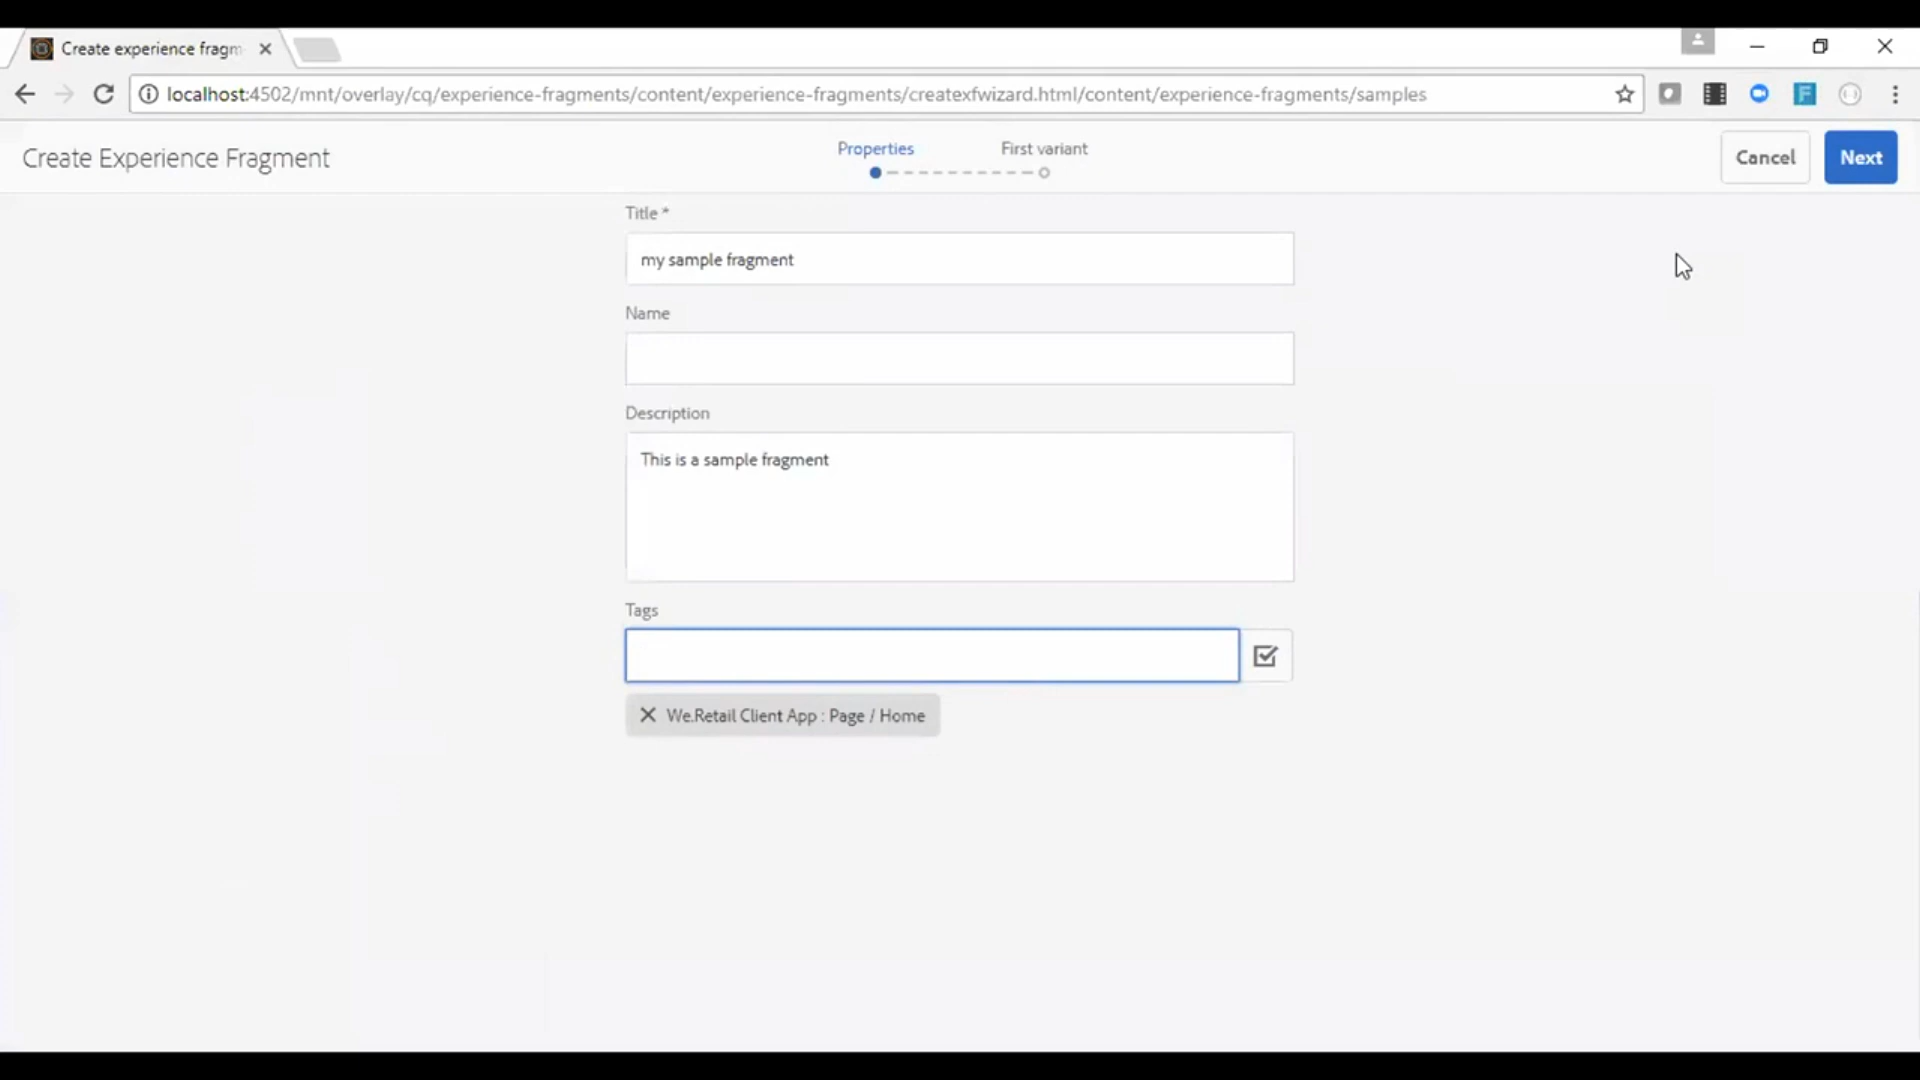 Create experience fragm
localhost:4502/mnt/overlay/cq/experience-fragments/content/experience-fragments/createxfwizard.html/content/experience-fragments/samples
Create Experience Fragment
Properties
First variant
Cancel
Next
Title *
my sample fragment
Name
Description
This is a sample fragment
Tags
We.Retail Client App : Page / Home